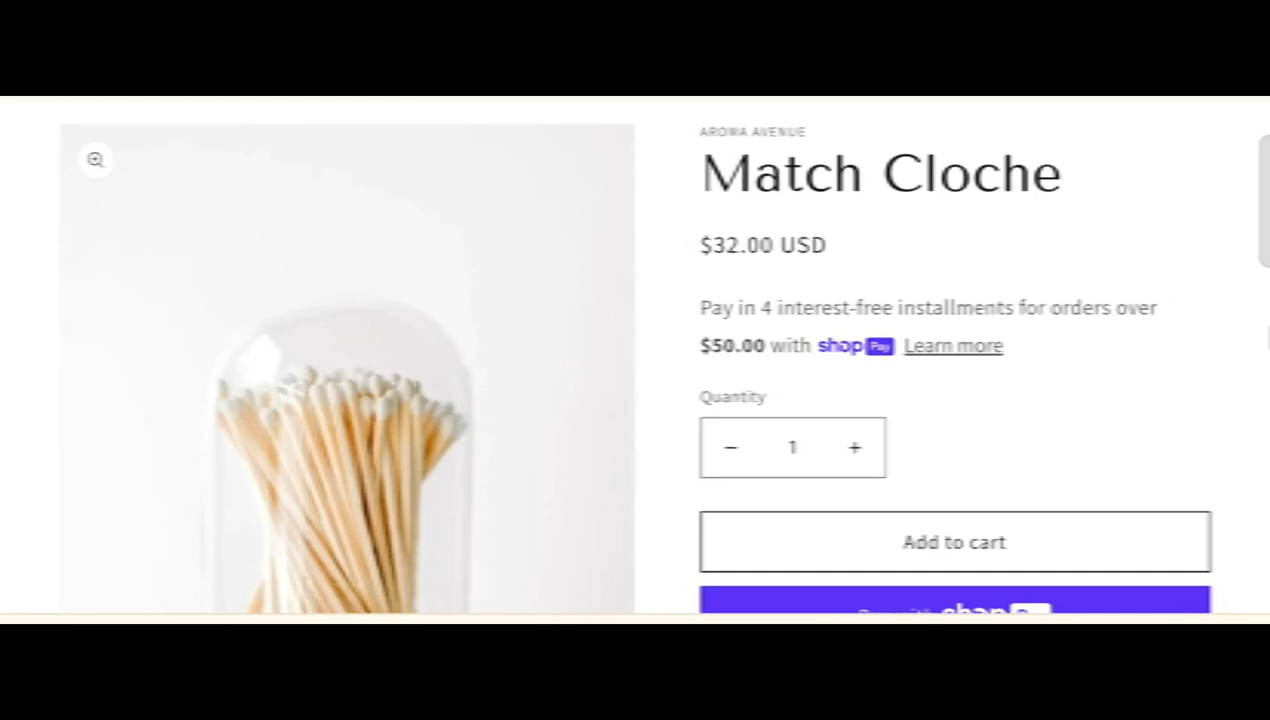 AROMA AVENUE
Match Cloche
$32.00 USD
Pay in 4 interest-free installments for orders over
$50.00 with shop Pay Learn more
Quantity
− 1 +
Add to cart
shop